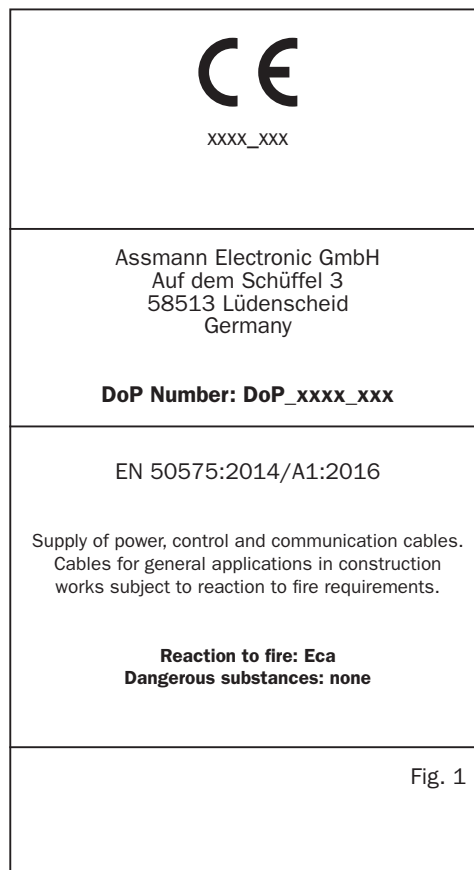 CE
xxxx_xxx
Assmann Electronic GmbH
Auf dem Schüffel 3
58513 Lüdenscheid
Germany
DoP Number: DoP_xxxx_xxx
EN 50575:2014/A1:2016
Supply of power, control and communication cables.
Cables for general applications in construction
works subject to reaction to fire requirements.
Reaction to fire: Eca
Dangerous substances: none
Fig. 1